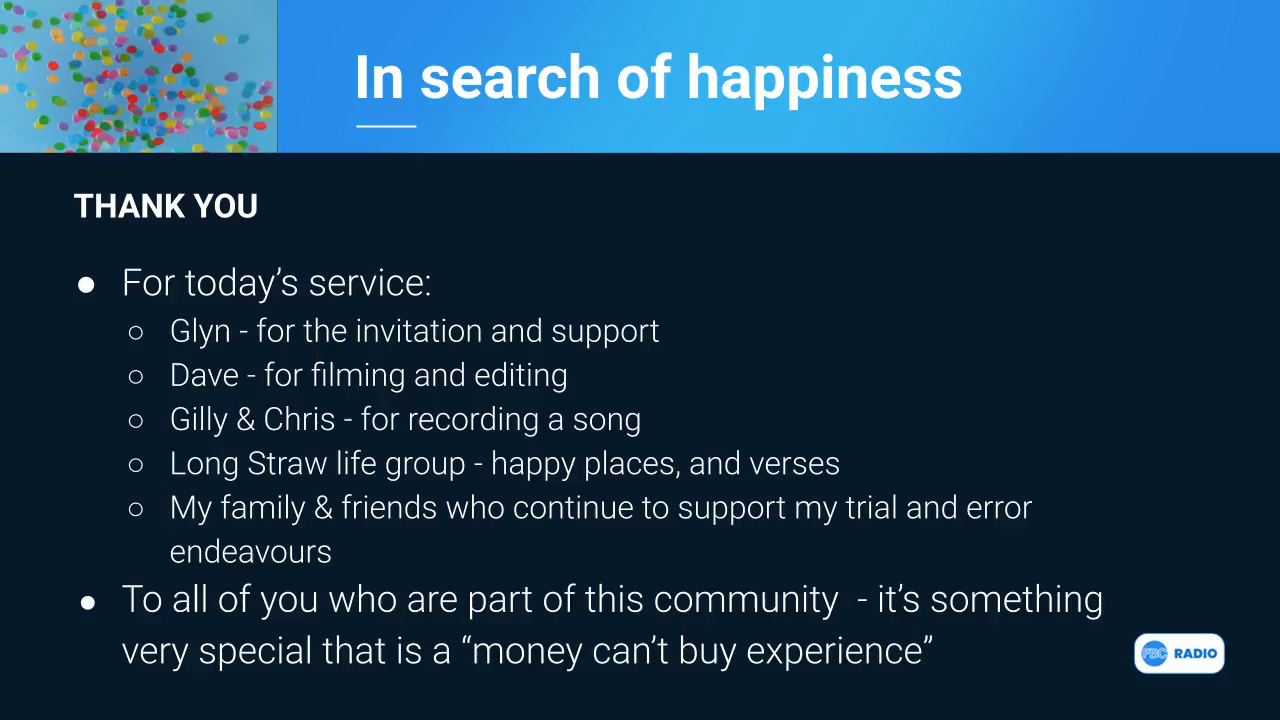 In search of happiness
THANK YOU
● For today’s service:
○ Glyn - for the invitation and support
○ Dave - for filming and editing
○ Gilly & Chris - for recording a song
○ Long Straw life group - happy places, and verses
○ My family & friends who continue to support my trial and error
endeavours
● To all of you who are part of this community  - it’s something
very special that is a “money can’t buy experience”
FBC RADIO